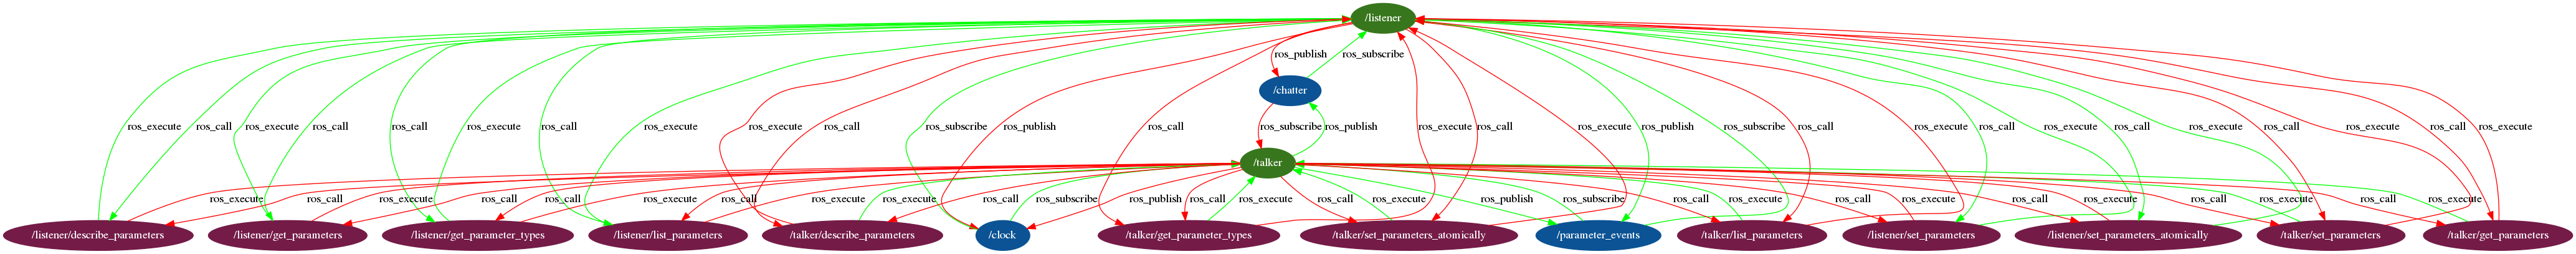 /listener
ros_publish ros_subscribe
/chatter
ros_execute ros_call ros_execute ros_call ros_call ros_execute ros_call ros_execute ros_execute ros_call ros_subscribe ros_publish ros_call ros_subscribe ros_publish ros_execute ros_call ros_execute ros_publish ros_subscribe ros_call ros_execute ros_call ros_execute ros_call ros_execute ros_call ros_execute ros_call ros_execute
/talker
ros_execute ros_call ros_execute ros_call ros_execute ros_call ros_execute ros_call ros_execute ros_call ros_subscribe ros_publish ros_call ros_execute ros_call ros_execute ros_publish ros_subscribe ros_call ros_execute ros_call ros_execute ros_call ros_execute ros_call ros_execute ros_call ros_execute
/listener/describe_parameters /listener/get_parameters /listener/get_parameter_types /listener/list_parameters /talker/describe_parameters /clock /talker/get_parameter_types /talker/set_parameters_atomically /parameter_events /talker/list_parameters /listener/set_parameters /listener/set_parameters_atomically /talker/set_parameters /talker/get_parameters